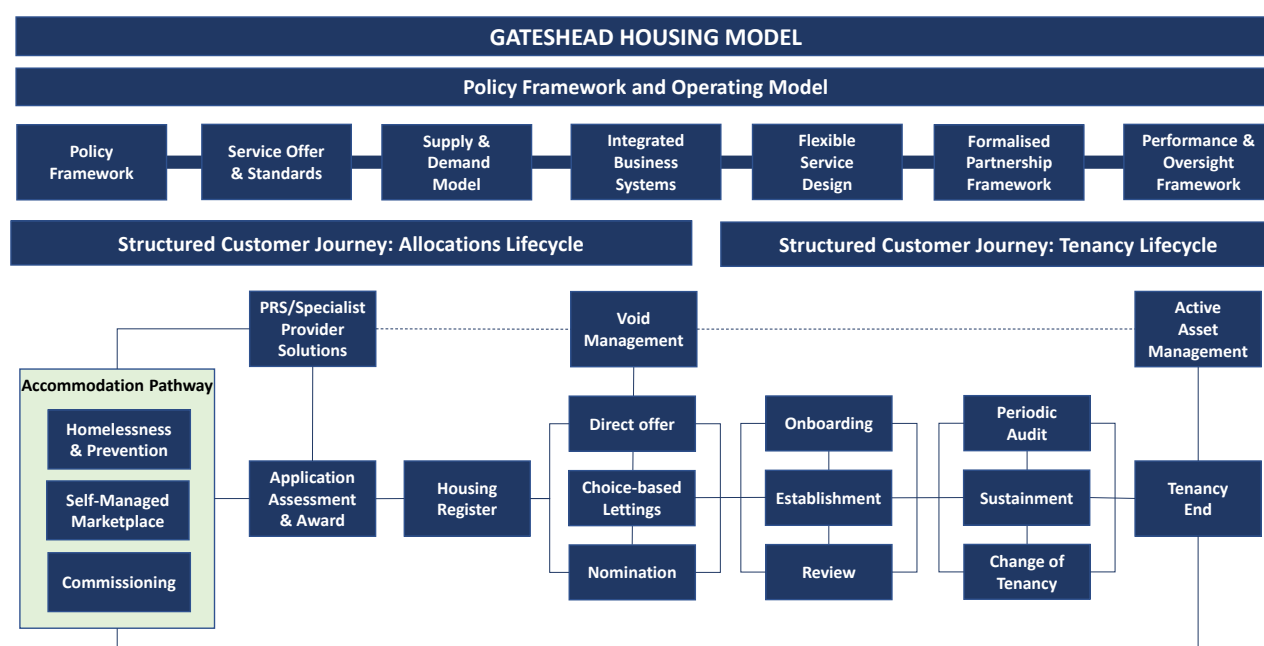 GATESHEAD HOUSING MODEL
Policy Framework and Operating Model
Policy
Framework
Service Offer
& Standards
Supply &
Demand
Model
Integrated
Business
Systems
Flexible
Service
Design
Formalised
Partnership
Framework
Performance &
Oversight
Framework
Structured Customer Journey: Allocations Lifecycle
Structured Customer Journey: Tenancy Lifecycle
PRS/Specialist
Provider
Solutions
Void
Management
Active
Asset
Management
Accommodation Pathway
Homelessness
& Prevention
Self-Managed
Marketplace
Commissioning
Application
Assessment
& Award
Housing
Register
Direct offer
Choice-based
Lettings
Nomination
Onboarding
Establishment
Review
Periodic
Audit
Sustainment
Change of
Tenancy
Tenancy
End